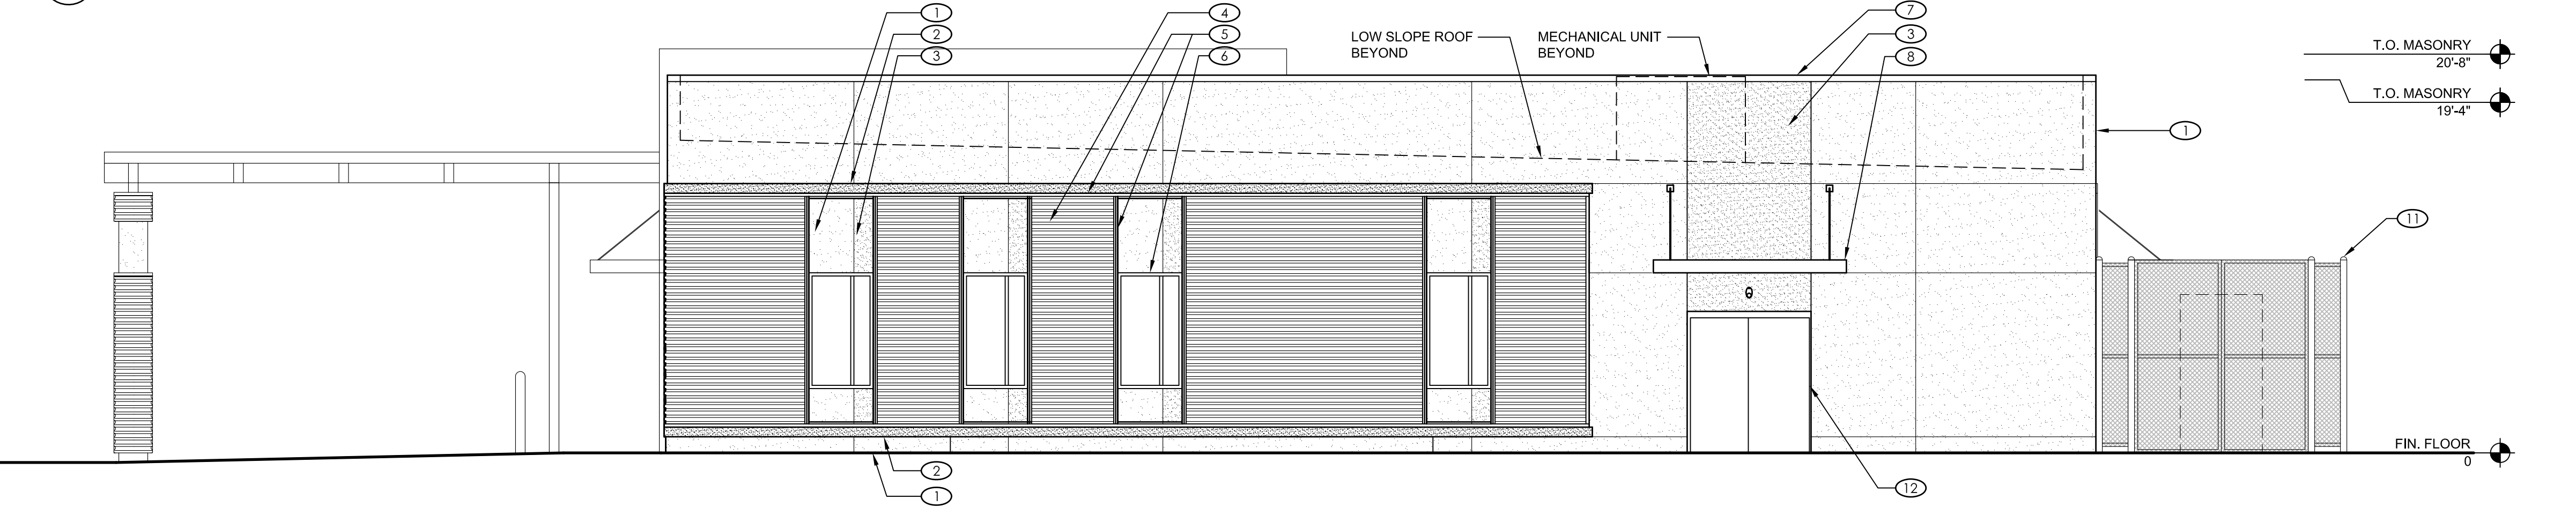 1
2
3
4
5
6
LOW SLOPE ROOF
BEYOND
MECHANICAL UNIT
BEYOND
7
3
8
T.O. MASONRY
20'-8"
T.O. MASONRY
19'-4"
1
11
FIN. FLOOR
0
2
1
12